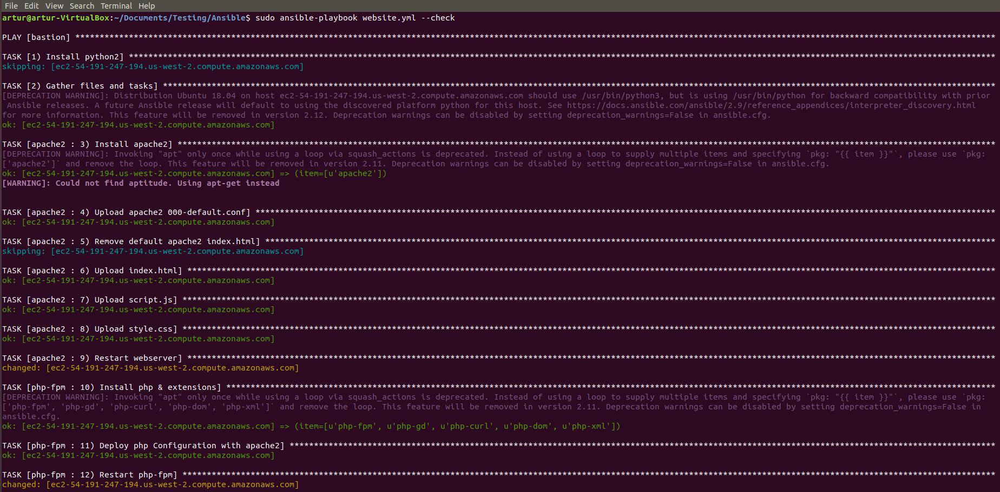 File Edit View Search Terminal Help
artur@artur-VirtualBox:~/Documents/Testing/Ansible$ sudo ansible-playbook website.yml --check
PLAY [bastion] ****************************************************************************************************************************************************************************************************
TASK [1) Install python2] ****************************************************************************************************************************************************************************************
skipping: [ec2-54-191-247-194.us-west-2.compute.amazonaws.com]
TASK [2) Gather files and tasks] *********************************************************************************************************************************************************************************
[DEPRECATION WARNING]: Distribution Ubuntu 18.04 on host ec2-54-191-247-194.us-west-2.compute.amazonaws.com should use /usr/bin/python3, but is using /usr/bin/python for backward compatibility with prior
Ansible releases. A future Ansible release will default to using the discovered platform python for this host. See https://docs.ansible.com/ansible/2.9/reference_appendices/interpreter_discovery.html
for more information. This feature will be removed in version 2.12. Deprecation warnings can be disabled by setting deprecation_warnings=False in ansible.cfg.
ok: [ec2-54-191-247-194.us-west-2.compute.amazonaws.com]
TASK [apache2 : 3) Install apache2] ******************************************************************************************************************************************************************************
[DEPRECATION WARNING]: Invoking "apt" only once while using a loop via squash_actions is deprecated. Instead of using a loop to supply multiple items and specifying `pkg: "{{ item }}"`, please use `pkg:
['apache2']` and remove the loop. This feature will be removed in version 2.11. Deprecation warnings can be disabled by setting deprecation_warnings=False in ansible.cfg.
ok: [ec2-54-191-247-194.us-west-2.compute.amazonaws.com] => (item=[u'apache2'])
[WARNING]: Could not find aptitude. Using apt-get instead
TASK [apache2 : 4) Upload apache2 000-default.conf] **************************************************************************************************************************************************************
ok: [ec2-54-191-247-194.us-west-2.compute.amazonaws.com]
TASK [apache2 : 5) Remove default apache2 index.html] ************************************************************************************************************************************************************
skipping: [ec2-54-191-247-194.us-west-2.compute.amazonaws.com]
TASK [apache2 : 6) Upload index.html] ****************************************************************************************************************************************************************************
ok: [ec2-54-191-247-194.us-west-2.compute.amazonaws.com]
TASK [apache2 : 7) Upload script.js] *****************************************************************************************************************************************************************************
ok: [ec2-54-191-247-194.us-west-2.compute.amazonaws.com]
TASK [apache2 : 8) Upload style.css] *****************************************************************************************************************************************************************************
ok: [ec2-54-191-247-194.us-west-2.compute.amazonaws.com]
TASK [apache2 : 9) Restart webserver] ****************************************************************************************************************************************************************************
changed: [ec2-54-191-247-194.us-west-2.compute.amazonaws.com]
TASK [php-fpm : 10) Install php & extensions] ********************************************************************************************************************************************************************
[DEPRECATION WARNING]: Invoking "apt" only once while using a loop via squash_actions is deprecated. Instead of using a loop to supply multiple items and specifying `pkg: "{{ item }}"`, please use `pkg:
['php-fpm', 'php-gd', 'php-curl', 'php-dom', 'php-xml']` and remove the loop. This feature will be removed in version 2.11. Deprecation warnings can be disabled by setting deprecation_warnings=False in
ansible.cfg.
ok: [ec2-54-191-247-194.us-west-2.compute.amazonaws.com] => (item=[u'php-fpm', u'php-gd', u'php-curl', u'php-dom', u'php-xml'])
TASK [php-fpm : 11) Deploy php Configuration with apache2] *******************************************************************************************************************************************************
ok: [ec2-54-191-247-194.us-west-2.compute.amazonaws.com]
TASK [php-fpm : 12) Restart php-fpm] *****************************************************************************************************************************************************************************
changed: [ec2-54-191-247-194.us-west-2.compute.amazonaws.com]